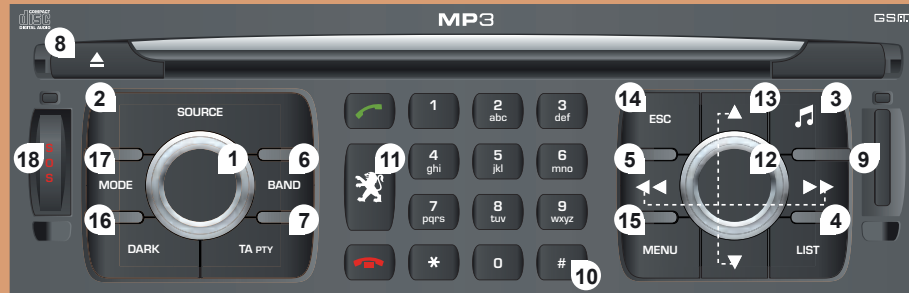 COMPACT disc DIGITAL AUDIO
MP3
GSM
8
2
SOURCE
1
2 abc
3 def
14
ESC
13
3
18
SOS
17
MODE
1
6
BAND
11
4 ghi
5 jkl
6 mno
5
12
9
16
DARK
7
TA PTY
7 pqrs
8 tuv
9 wxyz
15
MENU
4
LIST
*
0
#
10